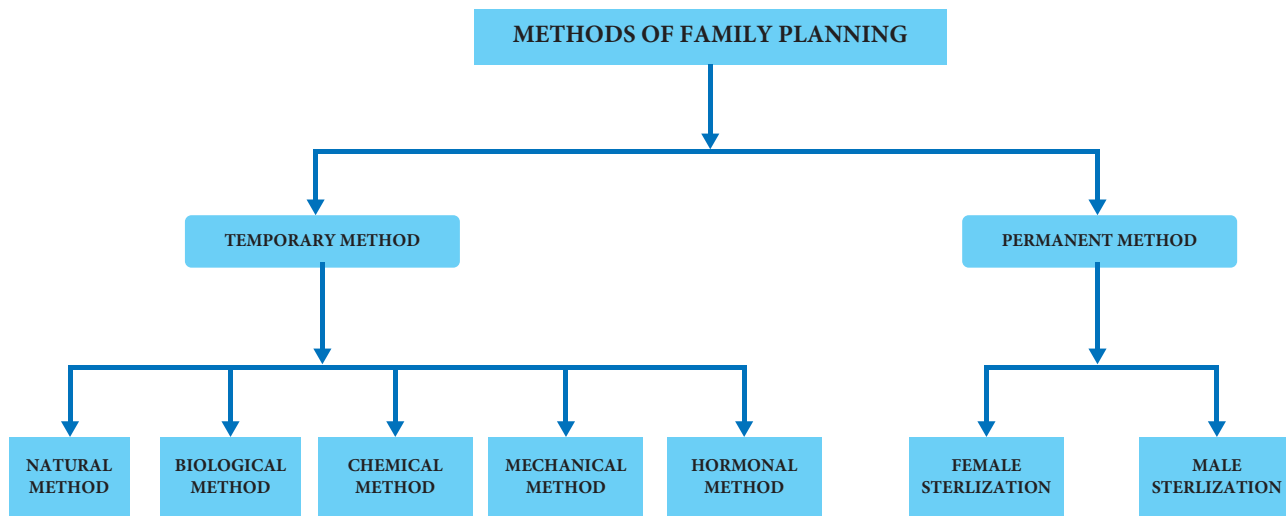 METHODS OF FAMILY PLANNING
TEMPORARY METHOD
PERMANENT METHOD
NATURAL
METHOD
BIOLOGICAL
METHOD
CHEMICAL
METHOD
MECHANICAL
METHOD
HORMONAL
METHOD
FEMALE
STERLIZATION
MALE
STERLIZATION